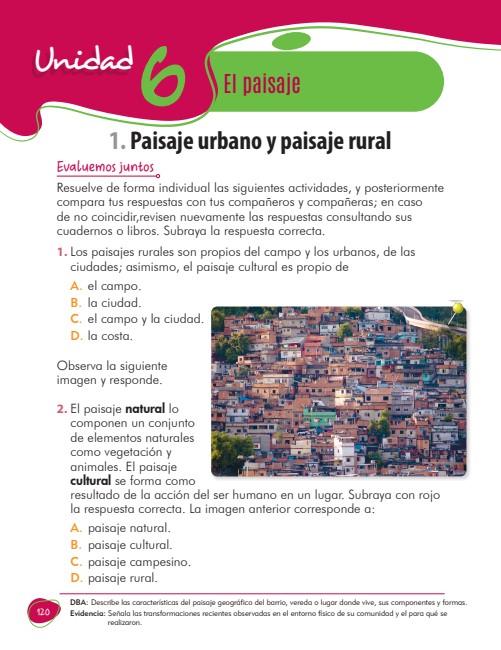 Unidad
6
El paisaje
1. Paisaje urbano y paisaje rural
Evaluemos juntos
Resuelve de forma individual las siguientes actividades, y posteriormente
compara tus respuestas con tus compañeros y compañeras; en caso
de no coincidir,revisen nuevamente las respuestas consultando sus
cuadernos o libros. Subraya la respuesta correcta.
1. Los paisajes rurales son propios del campo y los urbanos, de las
ciudades; asimismo, el paisaje cultural es propio de
A. el campo.
B. la ciudad.
C. el campo y la ciudad.
D. la costa.
Observa la siguiente
imagen y responde.
2. El paisaje natural lo
componen un conjunto
de elementos naturales
como vegetación y
animales. El paisaje
cultural se forma como
resultado de la acción del ser humano en un lugar. Subraya con rojo
la respuesta correcta. La imagen anterior corresponde a:
A. paisaje natural.
B. paisaje cultural.
C. paisaje campesino.
D. paisaje rural.
DBA: Describe las características del paisaje geográfico del barrio, vereda o lugar donde vive, sus componentes y formas.
120
Evidencia: Señala las transformaciones recientes observadas en el entorno físico de su comunidad y el para qué se
realizaron.